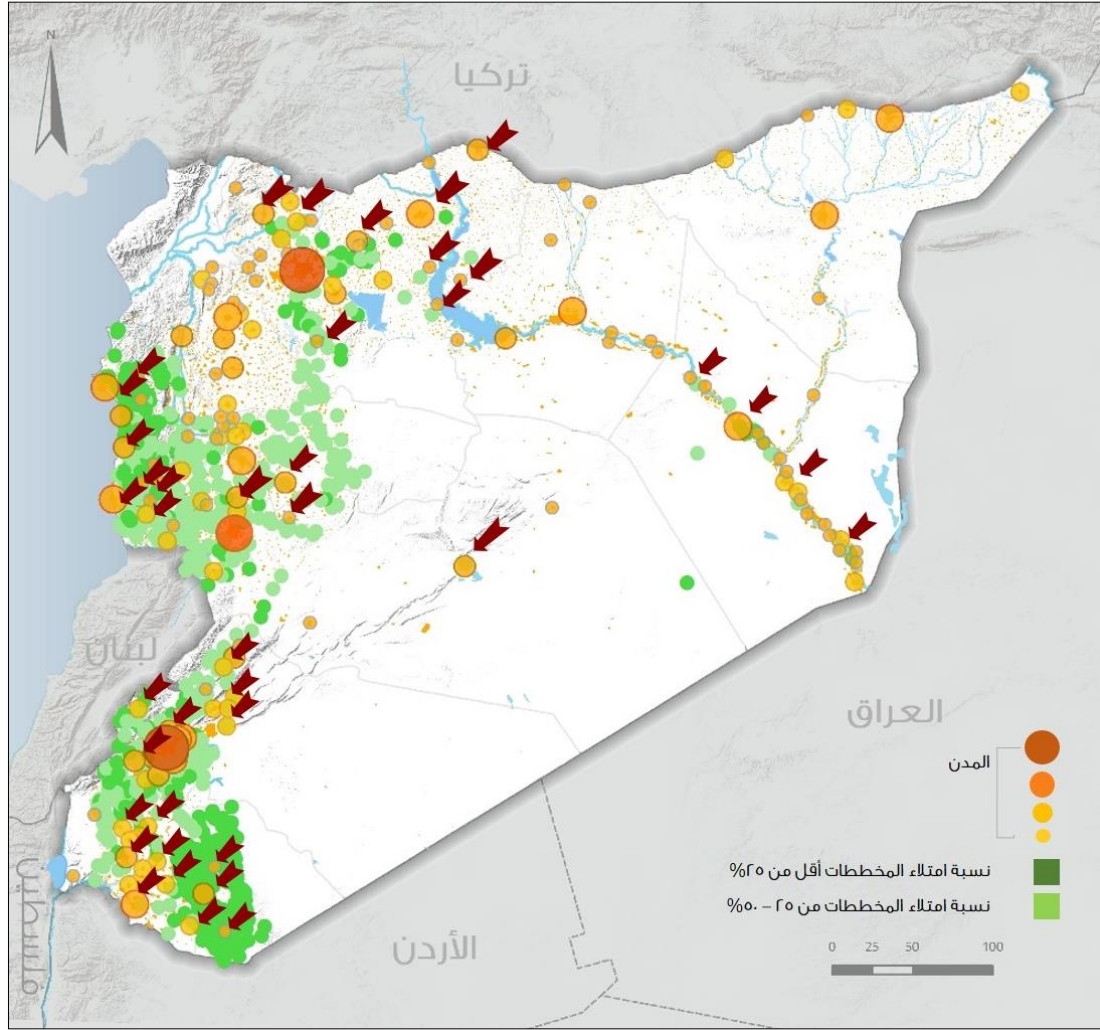 N
تركيا
لبنان
العراق
المدن
نسبة امتلاء المخططات أقل من ٢٥%
نسبة امتلاء المخططات من ٢٥ – ٥٠%
فلسطين
الأردن
0 25 50 100